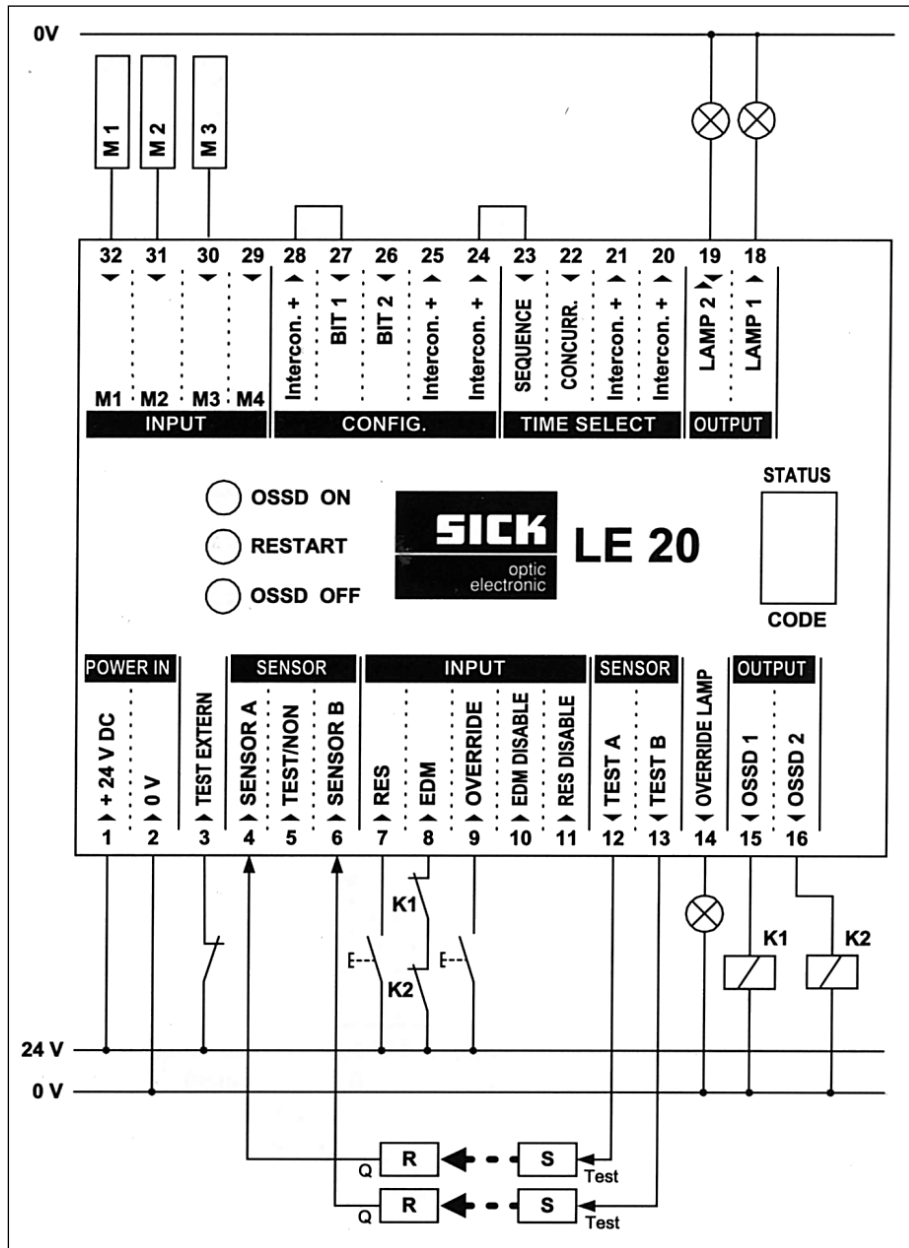 0V
M 1 M 2 M 3
32 31 30 29 28 27 26 25 24 23 22 21 20 19 18
M1 M2 M3 M4 Intercon. + BIT 1 BIT 2 Intercon. + Intercon. + SEQUENCE CONCURR. Intercon. + Intercon. + LAMP 2 LAMP 1
INPUT CONFIG. TIME SELECT OUTPUT
OSSD ON
RESTART
OSSD OFF
SICK
optic
electronic
LE 20
STATUS
CODE
POWER IN SENSOR INPUT SENSOR OUTPUT
+ 24 V DC 0 V TEST EXTERN SENSOR A TEST/NON SENSOR B RES EDM OVERRIDE EDM DISABLE RES DISABLE TEST A TEST B OVERRIDE LAMP OSSD 1 OSSD 2
1 2 3 4 5 6 7 8 9 10 11 12 13 14 15 16
K1
K2
K1 K2
24 V
0 V
Q R S Test
Q R S Test